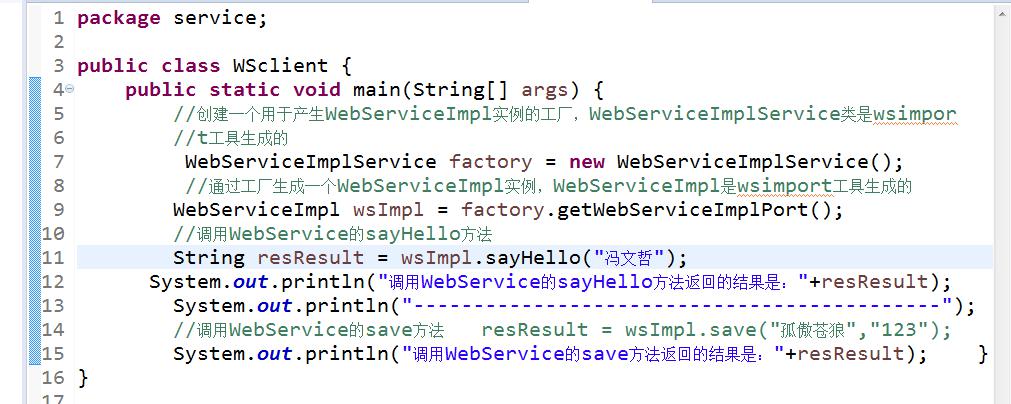 1 package service;
2
3 public class WSclient {
4 public static void main(String[] args) {
5 //创建一个用于产生WebServiceImpl实例的工厂，WebServiceImplService类是wsimpor
6 //t工具生成的
7 WebServiceImplService factory = new WebServiceImplService();
8 //通过工厂生成一个WebServiceImpl实例，WebServiceImpl是wsimport工具生成的
9 WebServiceImpl wsImpl = factory.getWebServiceImplPort();
10 //调用WebService的sayHello方法
11 String resResult = wsImpl.sayHello("冯文哲");
12 System.out.println("调用WebService的sayHello方法返回的结果是："+resResult);
13 System.out.println("--------------------------------------------");
14 //调用WebService的save方法 resResult = wsImpl.save("孤傲苍狼","123");
15 System.out.println("调用WebService的save方法返回的结果是："+resResult); }
16 }
17